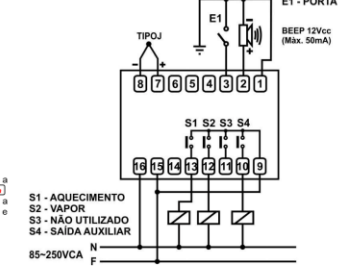 E1 - PORTA
E1
BEEP 12Vcc
(Máx. 50mA)
TIPOJ
- +
- +
8 7 6 5 4 3 2 1
S1 S2 S3 S4
16 15 14 13 12 11 10 9
a
a
e
S1 - AQUECIMENTO
S2 - VAPOR
S3 - NÃO UTILIZADO
S4 - SAÍDA AUXILIAR
85~250VCA
N
F